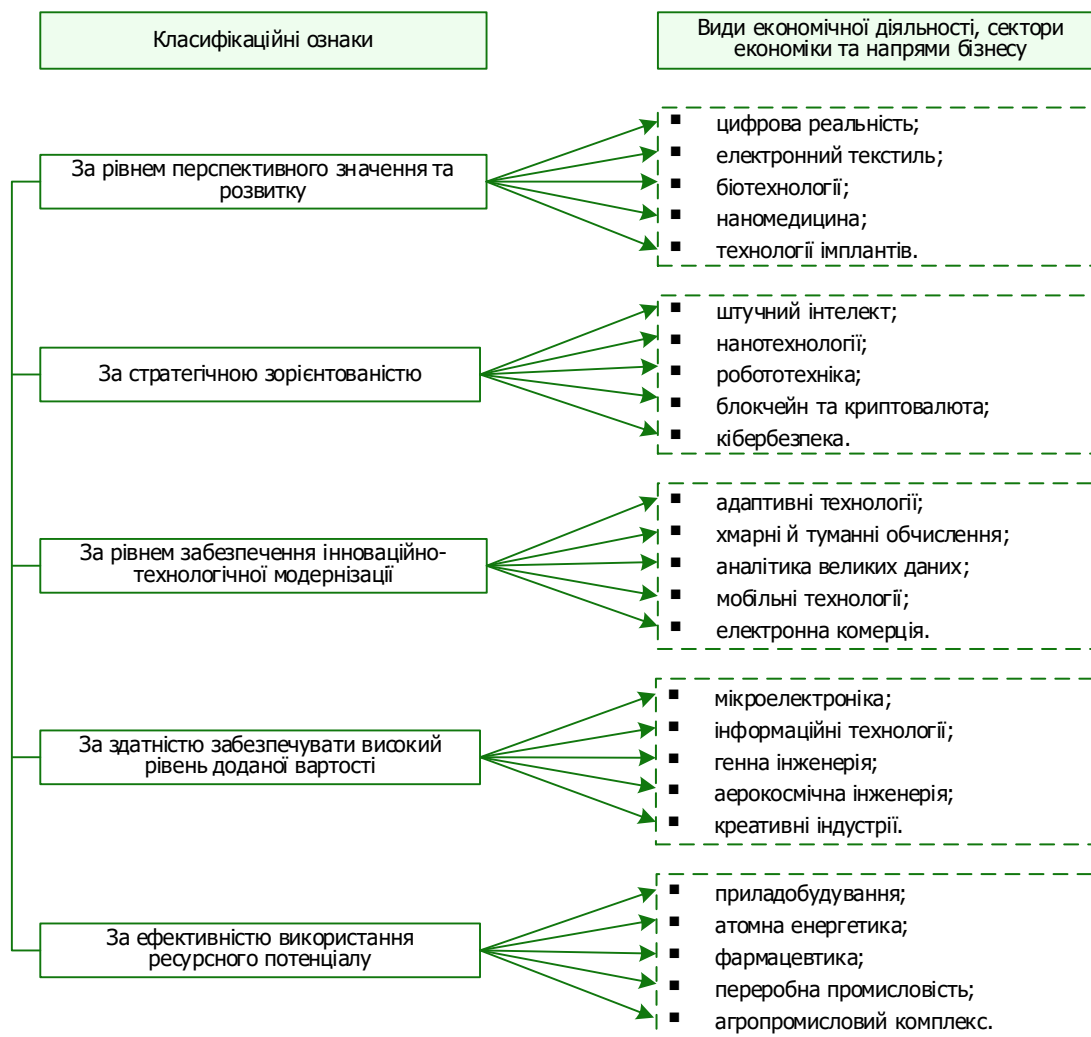 Класифікаційні ознаки
Види економічної діяльності, сектори
економіки та напрями бізнесу
За рівнем перспективного значення та
розвитку
цифрова реальність;
електронний текстиль;
біотехнології;
наномедицина;
технології імплантів.
За стратегічною зорієнтованістю
штучний інтелект;
нанотехнології;
робототехніка;
блокчейн та криптовалюта;
кібербезпека.
За рівнем забезпечення інноваційно-
технологічної модернізації
адаптивні технології;
хмарні й туманні обчислення;
аналітика великих даних;
мобільні технології;
електронна комерція.
За здатністю забезпечувати високий
рівень доданої вартості
мікроелектроніка;
інформаційні технології;
генна інженерія;
аерокосмічна інженерія;
креативні індустрії.
За ефективністю використання
ресурсного потенціалу
приладобудування;
атомна енергетика;
фармацевтика;
переробна промисловість;
агропромисловий комплекс.